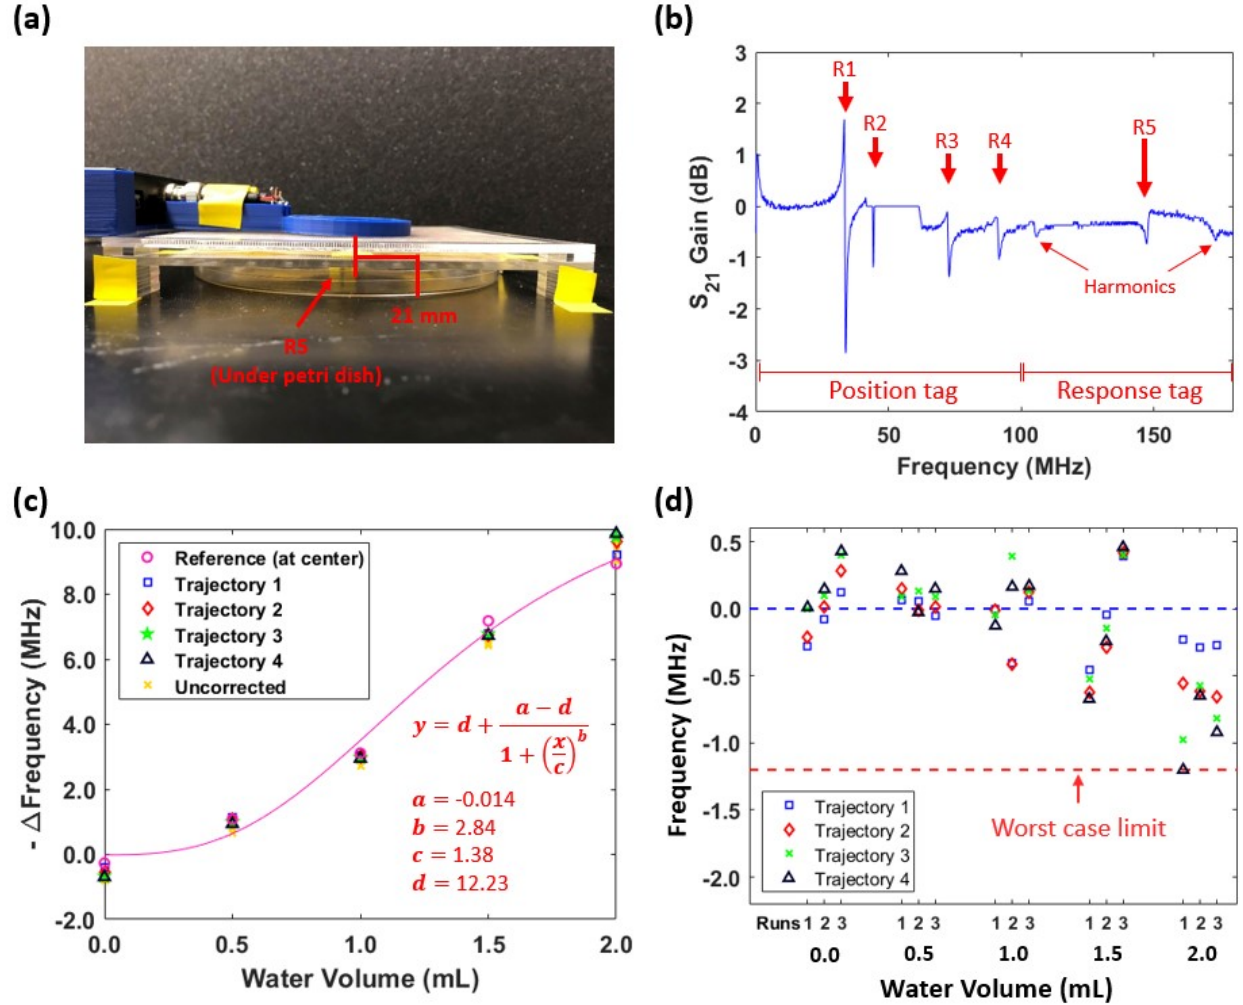 (a)
21 mm
R5
(Under petri dish)
(b)
3
2
1
0
-1
-2
-3
-4
S21 Gain (dB)
R1
R2
R3
R4
R5
Harmonics
Position tag
Response tag
0
50
100
150
Frequency (MHz)
(c)
10.0
8.0
6.0
4.0
2.0
0.0
-2.0
- △Frequency (MHz)
Reference (at center)
Trajectory 1
Trajectory 2
Trajectory 3
Trajectory 4
Uncorrected
y = d + (a − d) / (1 + (x/c)^b)
a = -0.014
b = 2.84
c = 1.38
d = 12.23
0.0
0.5
1.0
1.5
2.0
Water Volume (mL)
(d)
0.5
0.0
-0.5
-1.0
-1.5
-2.0
Frequency (MHz)
Worst case limit
Trajectory 1
Trajectory 2
Trajectory 3
Trajectory 4
Runs 1 2 3 1 2 3 1 2 3 1 2 3 1 2 3
0.0 0.5 1.0 1.5 2.0
Water Volume (mL)